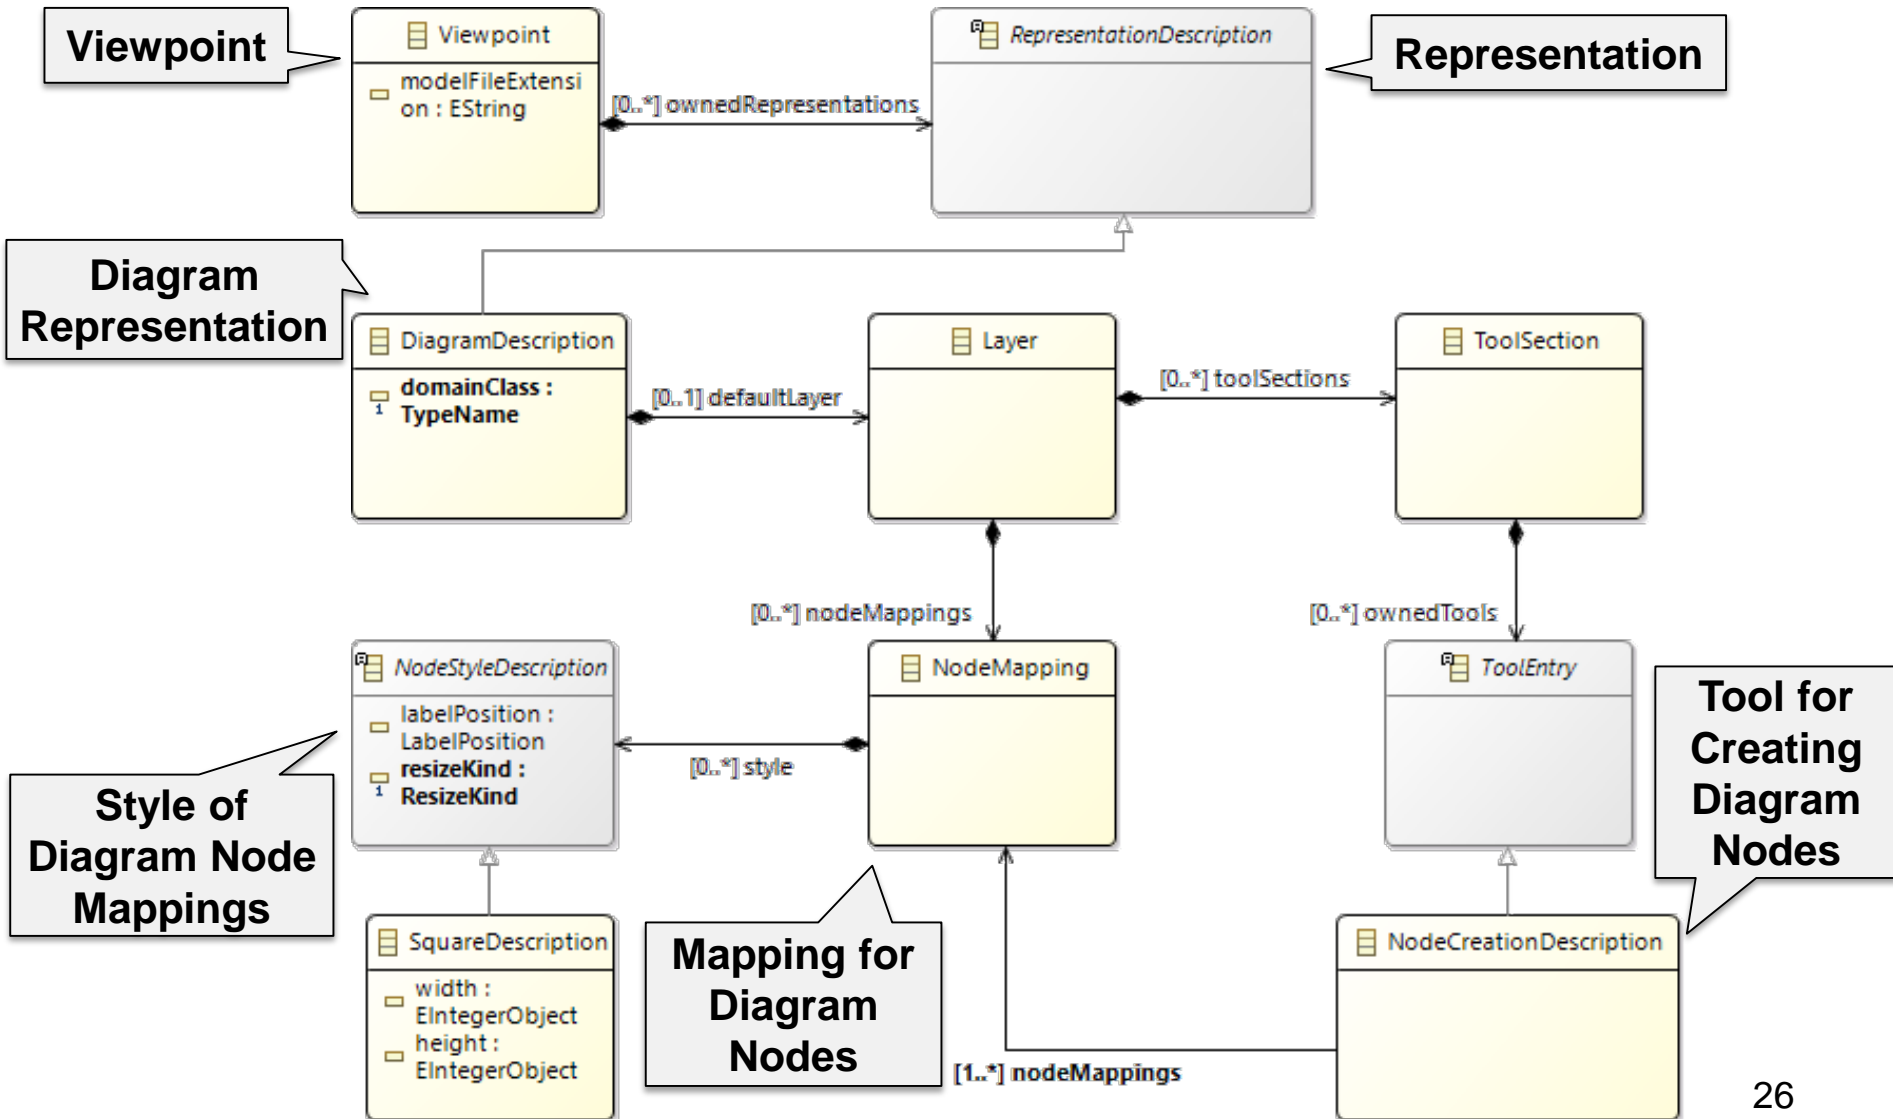 Viewpoint
Viewpoint
modelFileExtensi
on : EString
[0..*] ownedRepresentations
RepresentationDescription
Representation
Diagram
Representation
DiagramDescription
domainClass :
TypeName
[0..1] defaultLayer
Layer
[0..*] toolSections
ToolSection
[0..*] nodeMappings
[0..*] ownedTools
NodeStyleDescription
labelPosition :
LabelPosition
resizeKind :
ResizeKind
[0..*] style
NodeMapping
ToolEntry
Tool for
Creating
Diagram
Nodes
Style of
Diagram Node
Mappings
SquareDescription
width :
EIntegerObject
height :
EIntegerObject
Mapping for
Diagram
Nodes
[1..*] nodeMappings
NodeCreationDescription
26